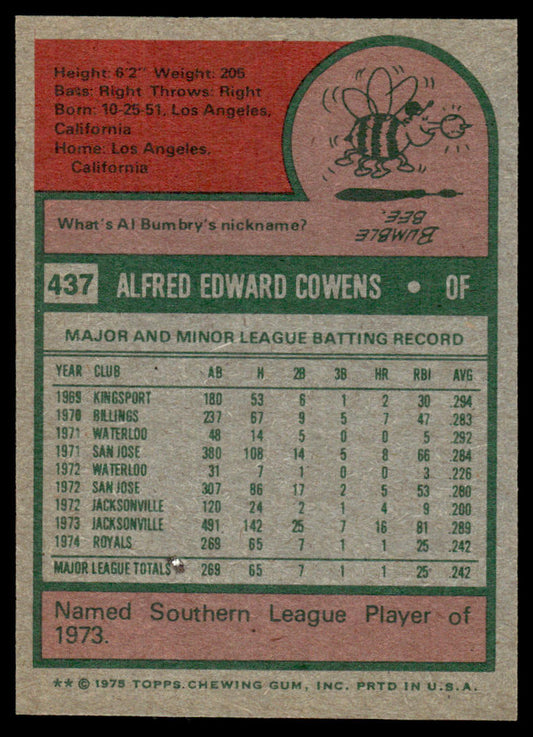 Height: 6'2" Weight: 205
Bats: Right Throws: Right
Born: 10-25-51, Los Angeles,
California
Home: Los Angeles,
California
What's Al Bumbry's nickname?
BUMBLE
BEE.
437 ALFRED EDWARD COWENS • OF
MAJOR AND MINOR LEAGUE BATTING RECORD
YEAR CLUB AB H 2B 3B HR RBI AVG
1969 KINGSPORT 180 53 6 1 2 30 .294
1970 BILLINGS 237 67 9 5 7 47 .283
1971 WATERLOO 48 14 5 0 0 5 .292
1971 SAN JOSE 380 108 14 5 8 66 .284
1972 WATERLOO 31 7 1 0 0 3 .226
1972 SAN JOSE 307 86 17 2 5 53 .280
1972 JACKSONVILLE 120 24 2 1 4 9 .200
1973 JACKSONVILLE 491 142 25 7 16 81 .289
1974 ROYALS 269 65 7 1 1 25 .242
MAJOR LEAGUE TOTALS 269 65 7 1 1 25 .242
Named Southern League Player of
1973.
** © 1975 TOPPS CHEWING GUM, INC. PRTD IN U.S.A.